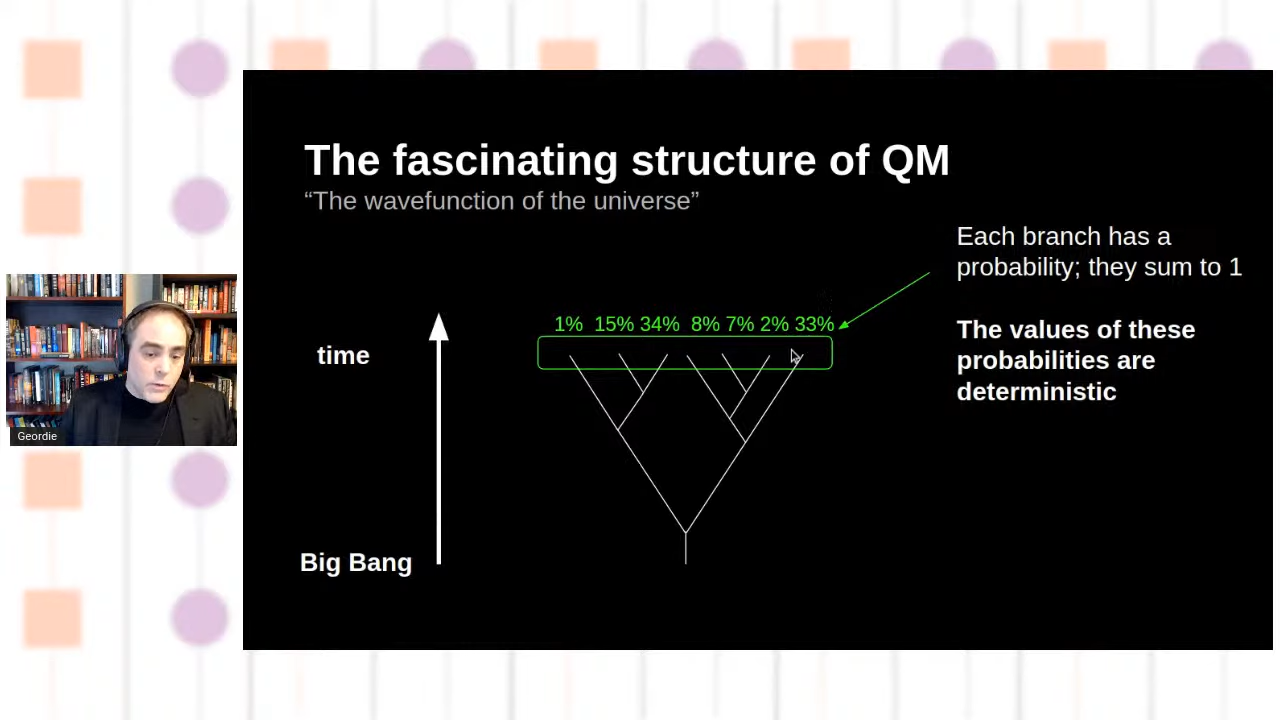 The fascinating structure of QM
“The wavefunction of the universe”
Each branch has a
probability; they sum to 1
1% 15% 34% 8% 7% 2% 33%
time
The values of these
probabilities are
deterministic
Geordie
Big Bang